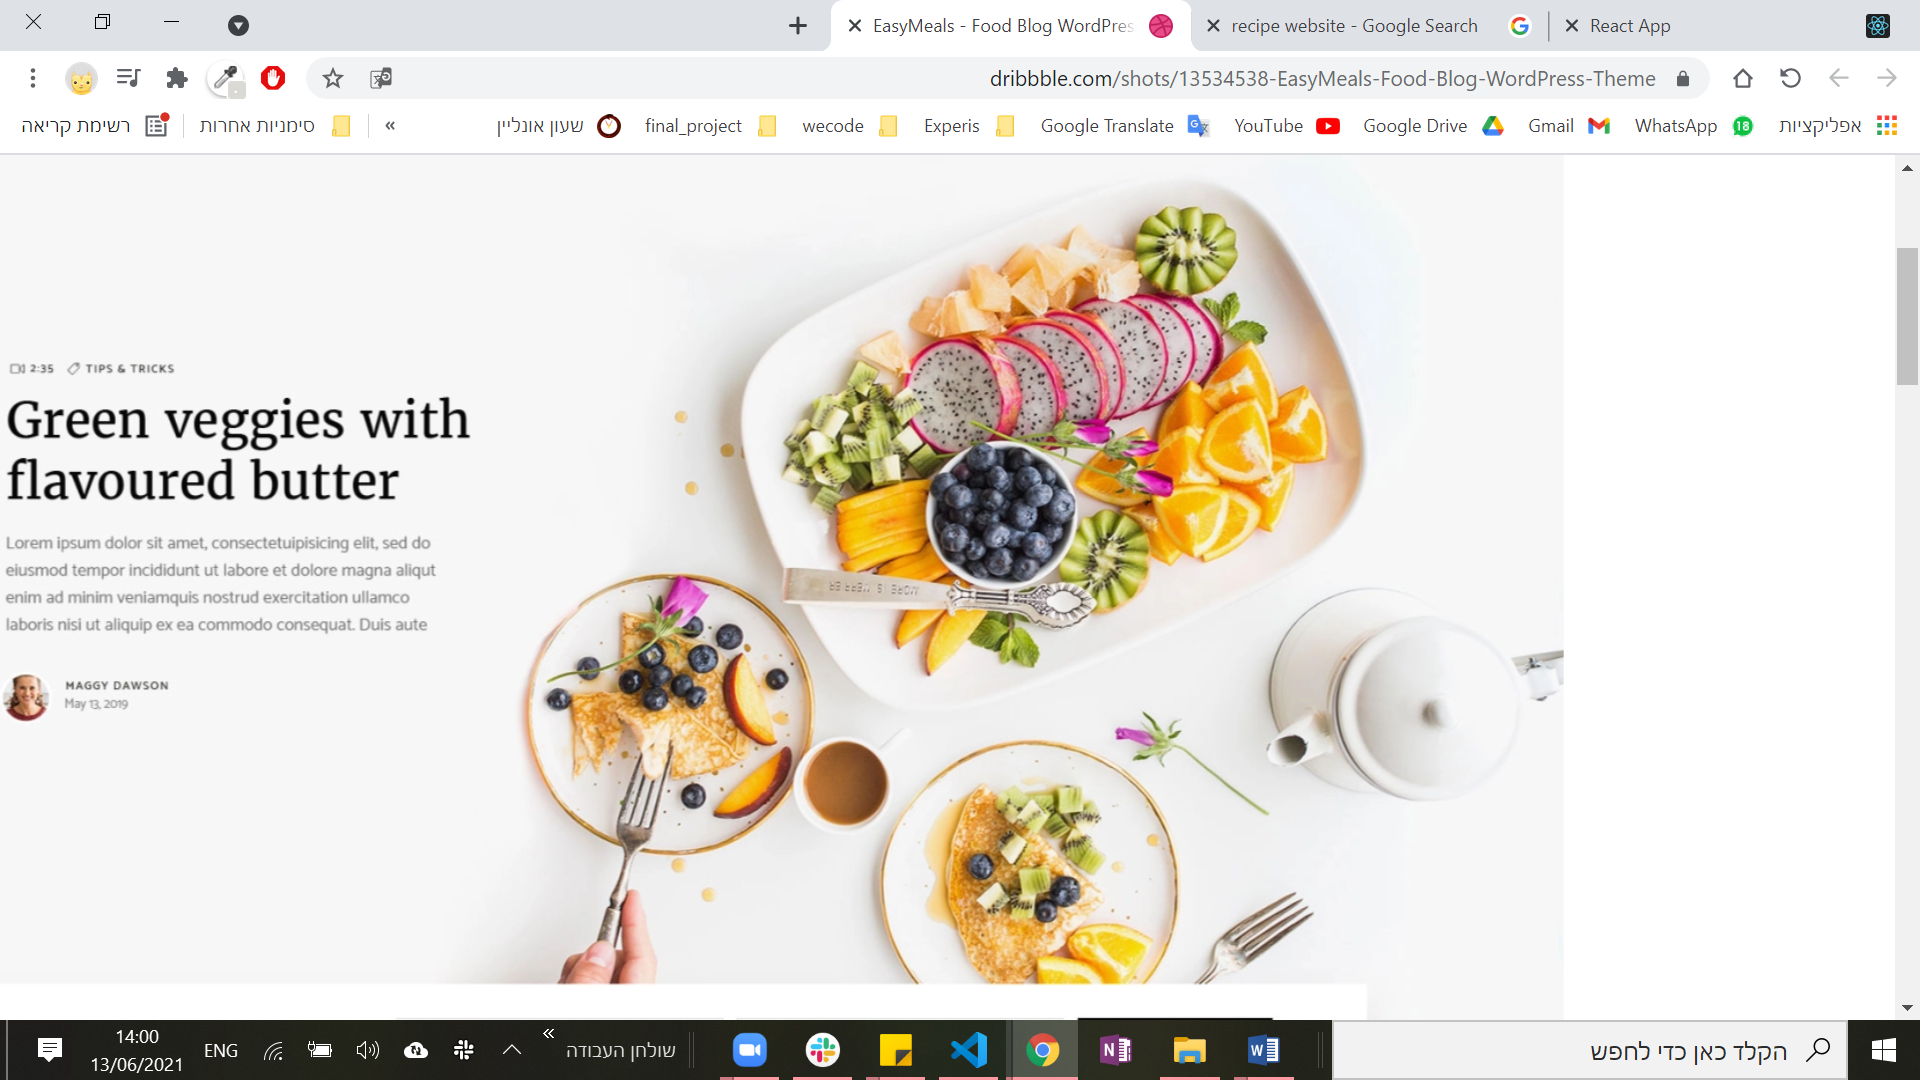 EasyMeals - Food Blog WordPres
recipe website - Google Search
React App
dribbble.com/shots/13534538-EasyMeals-Food-Blog-WordPress-Theme
רשימת קריאה
סימניות אחרות
«
שעון אונליין
final_project
wecode
Experis
Google Translate
YouTube
Google Drive
Gmail
WhatsApp
18
אפליקציות
2:35 TIPS & TRICKS
Green veggies with
flavoured butter
Lorem ipsum dolor sit amet, consectetuipisicing elit, sed do
eiusmod tempor incididunt ut labore et dolore magna aliqut
enim ad minim veniamquis nostrud exercitation ullamco
laboris nisi ut aliquip ex ea commodo consequat. Duis aute
MAGGY DAWSON
May 13, 2019
MORE IS MERRER
14:00
13/06/2021
ENG
«
שולחן העבודה
הקלד כאן כדי לחפש